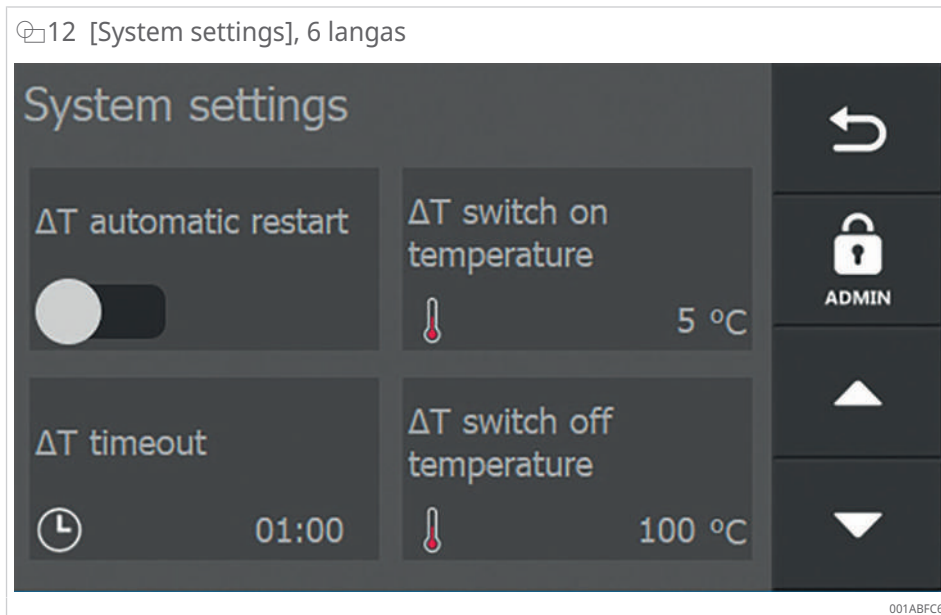 12 [System settings], 6 langas
System settings
ΔT automatic restart
ΔT switch on
temperature
5 °C
ADMIN
ΔT timeout
01:00
ΔT switch off
temperature
100 °C
001ABFC6